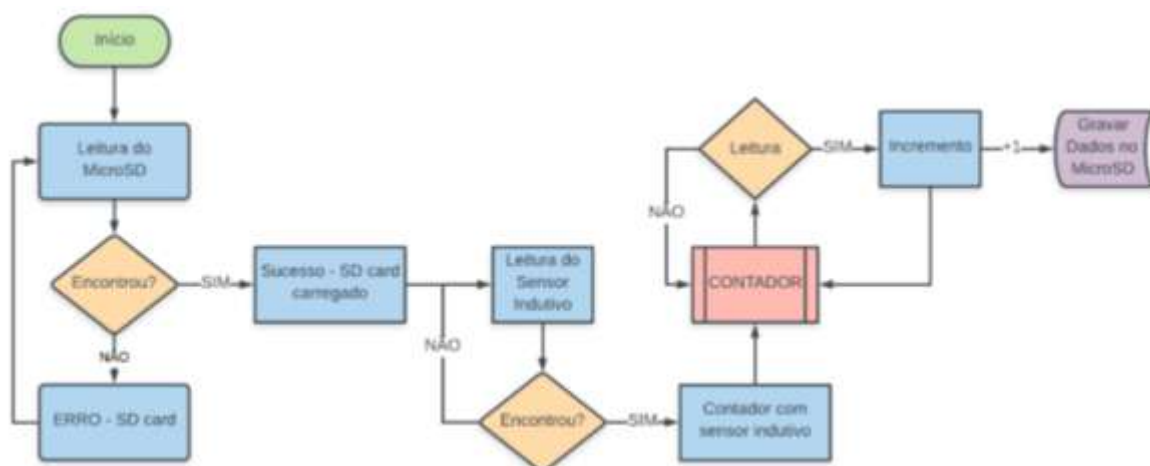 Início
Leitura do
MicroSD
Encontrou?
SIM
NÃO
ERRO - SD card
Sucesso - SD card
carregado
Leitura do
Sensor
Indutivo
NÃO
Encontrou?
SIM
Contador com
sensor indutivo
CONTADOR
Leitura
NÃO
SIM
Incremento
+1
Gravar
Dados no
MicroSD